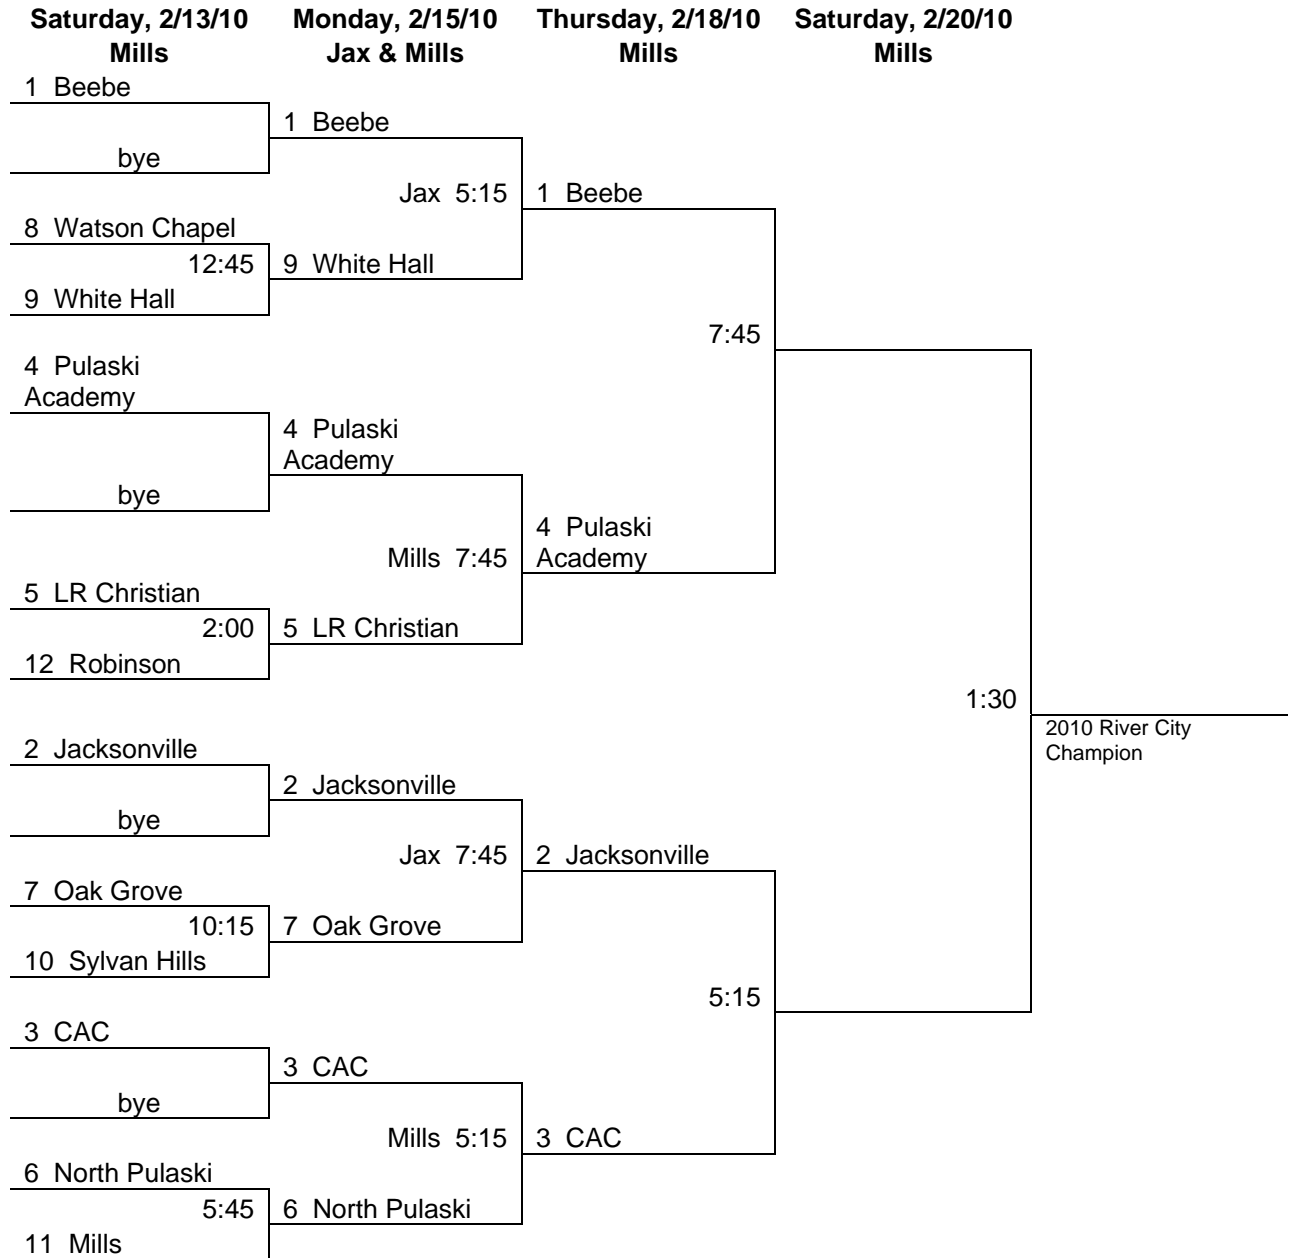 Saturday, 2/13/10 Monday, 2/15/10 Thursday, 2/18/10 Saturday, 2/20/10
Mills Jax & Mills Mills Mills
1 Beebe
1 Beebe
bye
Jax 5:15 1 Beebe
8 Watson Chapel
12:45 9 White Hall
9 White Hall
7:45
4 Pulaski
Academy
4 Pulaski
Academy
bye
4 Pulaski
Mills 7:45 Academy
5 LR Christian
2:00 5 LR Christian
12 Robinson
1:30
2010 River City
Champion
2 Jacksonville
2 Jacksonville
bye
Jax 7:45 2 Jacksonville
7 Oak Grove
10:15 7 Oak Grove
10 Sylvan Hills
5:15
3 CAC
3 CAC
bye
Mills 5:15 3 CAC
6 North Pulaski
5:45 6 North Pulaski
11 Mills